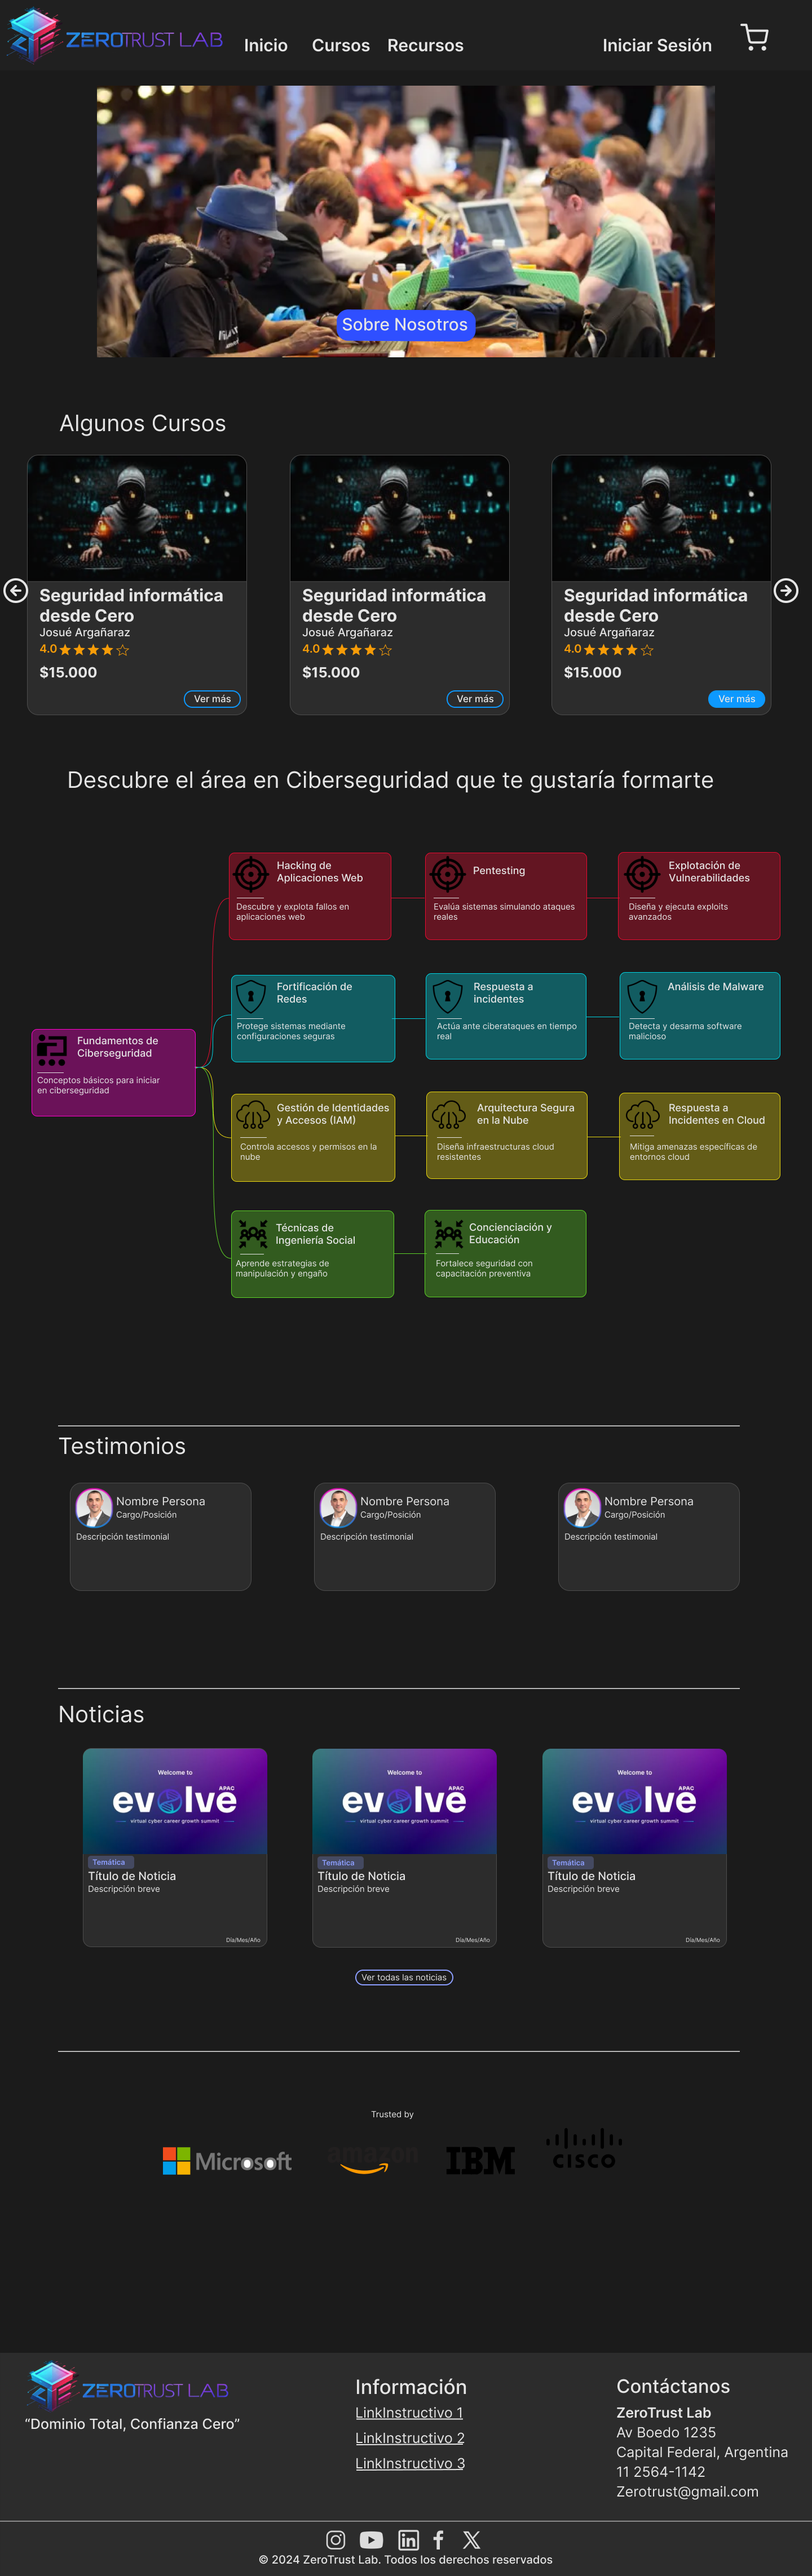 ZEROTRUST LAB
Inicio
Cursos
Recursos
Iniciar Sesión
Sobre Nosotros
Algunos Cursos
Seguridad informática
desde Cero
Josué Argañaraz
4.0
$15.000
Ver más
Seguridad informática
desde Cero
Josué Argañaraz
4.0
$15.000
Ver más
Seguridad informática
desde Cero
Josué Argañaraz
4.0
$15.000
Ver más
Descubre el área en Ciberseguridad que te gustaría formarte
Fundamentos de
Ciberseguridad
Conceptos básicos para iniciar
en ciberseguridad
Hacking de
Aplicaciones Web
Descubre y explota fallos en
aplicaciones web
Pentesting
Evalúa sistemas simulando ataques
reales
Explotación de
Vulnerabilidades
Diseña y ejecuta exploits
avanzados
Fortificación de
Redes
Protege sistemas mediante
configuraciones seguras
Respuesta a
incidentes
Actúa ante ciberataques en tiempo
real
Análisis de Malware
Detecta y desarma software
malicioso
Gestión de Identidades
y Accesos (IAM)
Controla accesos y permisos en la
nube
Arquitectura Segura
en la Nube
Diseña infraestructuras cloud
resistentes
Respuesta a
Incidentes en Cloud
Mitiga amenazas específicas de
entornos cloud
Técnicas de
Ingeniería Social
Aprende estrategias de
manipulación y engaño
Concienciación y
Educación
Fortalece seguridad con
capacitación preventiva
Testimonios
Nombre Persona
Cargo/Posición
Descripción testimonial
Nombre Persona
Cargo/Posición
Descripción testimonial
Nombre Persona
Cargo/Posición
Descripción testimonial
Noticias
Welcome to
evolve
APAC
virtual cyber career growth summit
Temática
Título de Noticia
Descripción breve
Día/Mes/Año
Welcome to
evolve
APAC
virtual cyber career growth summit
Temática
Título de Noticia
Descripción breve
Día/Mes/Año
Welcome to
evolve
APAC
virtual cyber career growth summit
Temática
Título de Noticia
Descripción breve
Día/Mes/Año
Ver todas las noticias
Trusted by
Microsoft
amazon
IBM
CISCO
ZEROTRUST LAB
“Dominio Total, Confianza Cero”
Información
LinkInstructivo 1
LinkInstructivo 2
LinkInstructivo 3
Contáctanos
ZeroTrust Lab
Av Boedo 1235
Capital Federal, Argentina
11 2564-1142
Zerotrust@gmail.com
© 2024 ZeroTrust Lab. Todos los derechos reservados